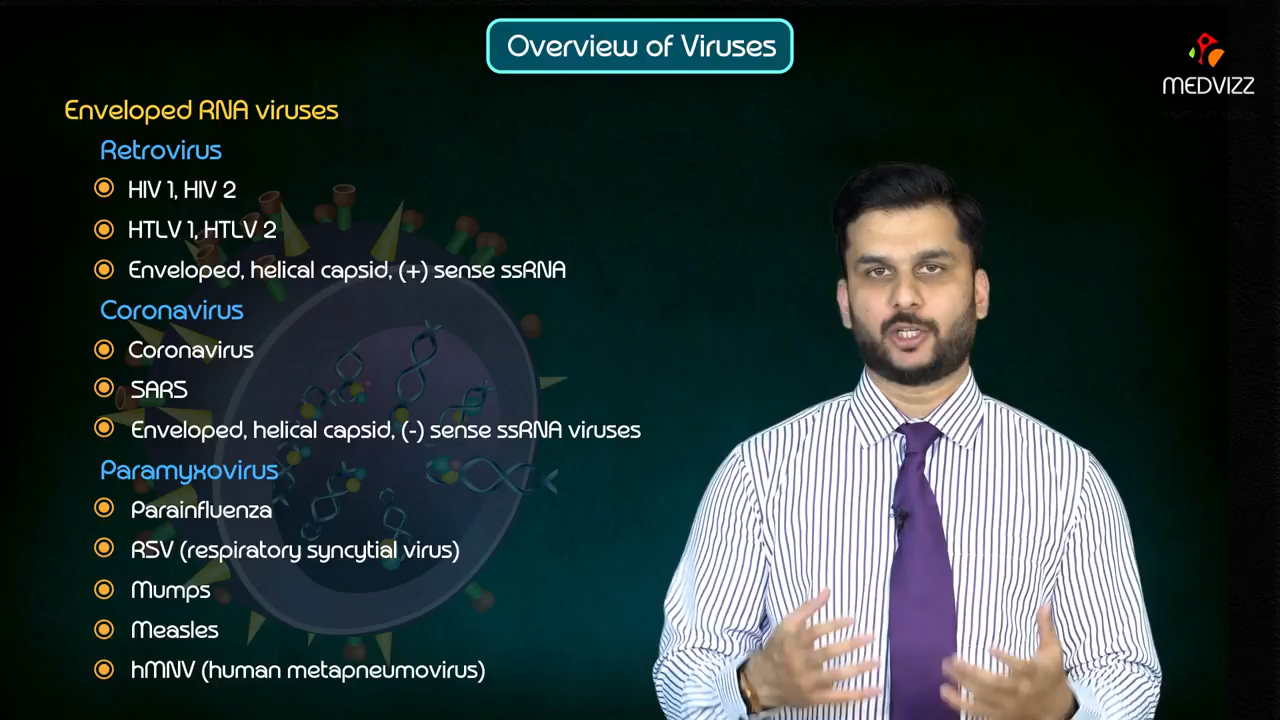 Overview of Viruses
MEDVIZZ
Enveloped RNA viruses
Retrovirus
HIV 1, HIV 2
HTLV 1, HTLV 2
Enveloped, helical capsid, (+) sense ssRNA
Coronavirus
Coronavirus
SARS
Enveloped, helical capsid, (-) sense ssRNA viruses
Paramyxovirus
Parainfluenza
RSV (respiratory syncytial virus)
Mumps
Measles
hMNV (human metapneumovirus)